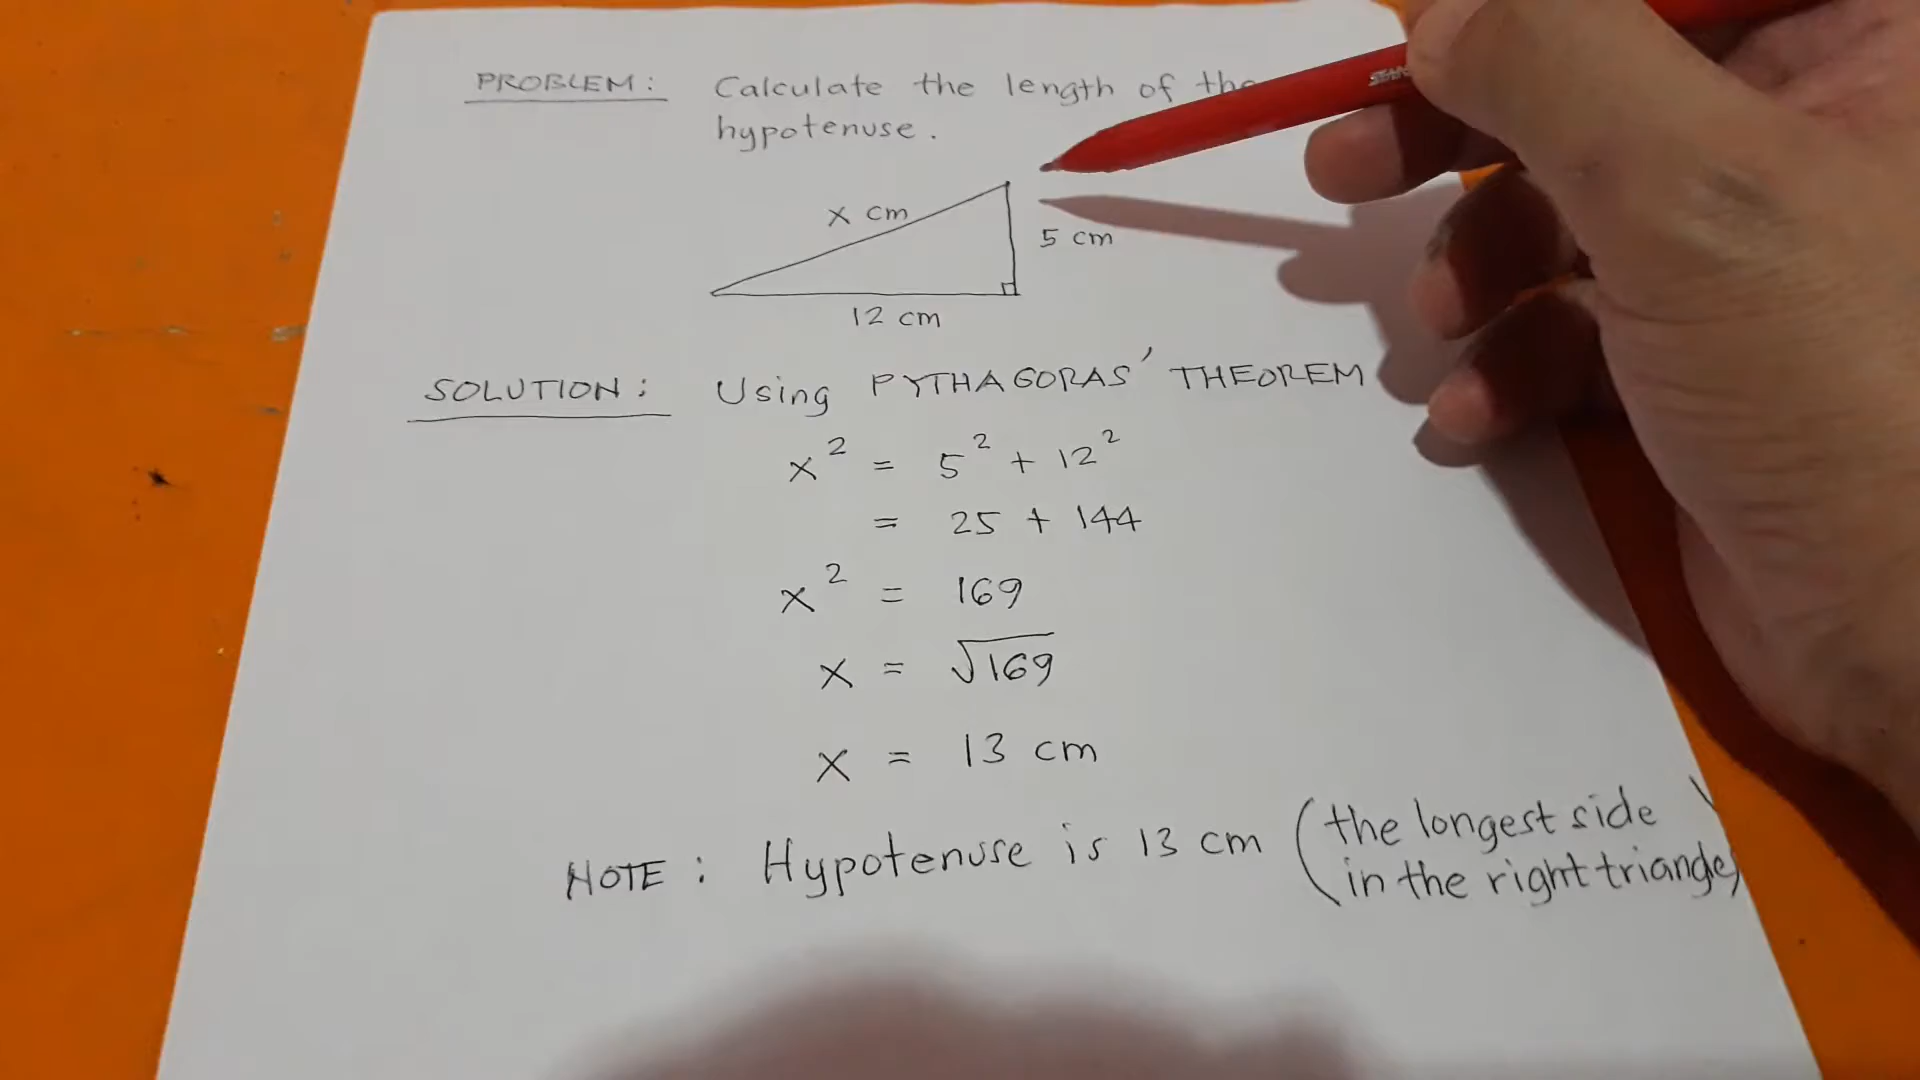 PROBLEM: Calculate the length of the
hypotenuse.
x cm
5 cm
12 cm
SOLUTION: Using PYTHAGORAS' THEOREM
x² = 5² + 12²
= 25 + 144
x² = 169
x = √169
x = 13 cm
NOTE: Hypotenuse is 13 cm (the longest side
in the right triangle)